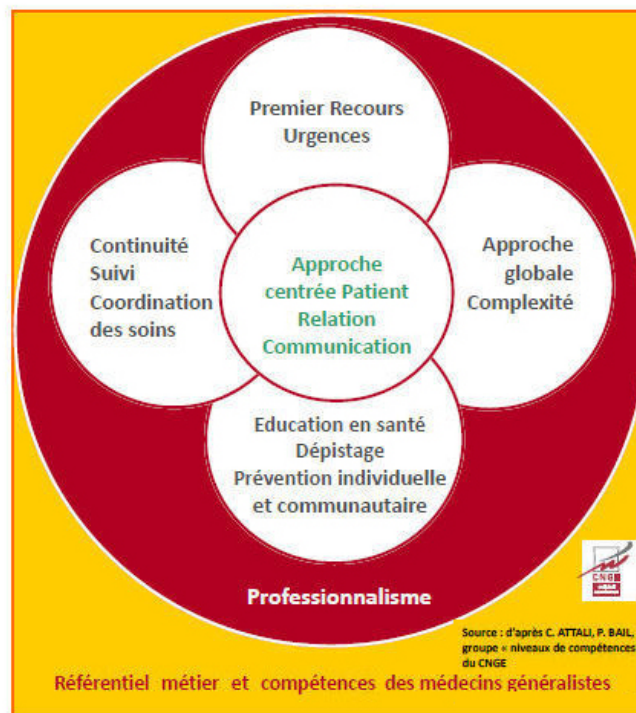 Premier Recours
Urgences
Continuité
Suivi
Coordination
des soins
Approche
centrée Patient
Relation
Communication
Approche
globale
Complexité
Education en santé
Dépistage
Prévention individuelle
et communautaire
Professionnalisme
CNGE
Source : d'après C. ATTALI, P. BAIL,
groupe « niveaux de compétences
du CNGE
Référentiel métier et compétences des médecins généralistes